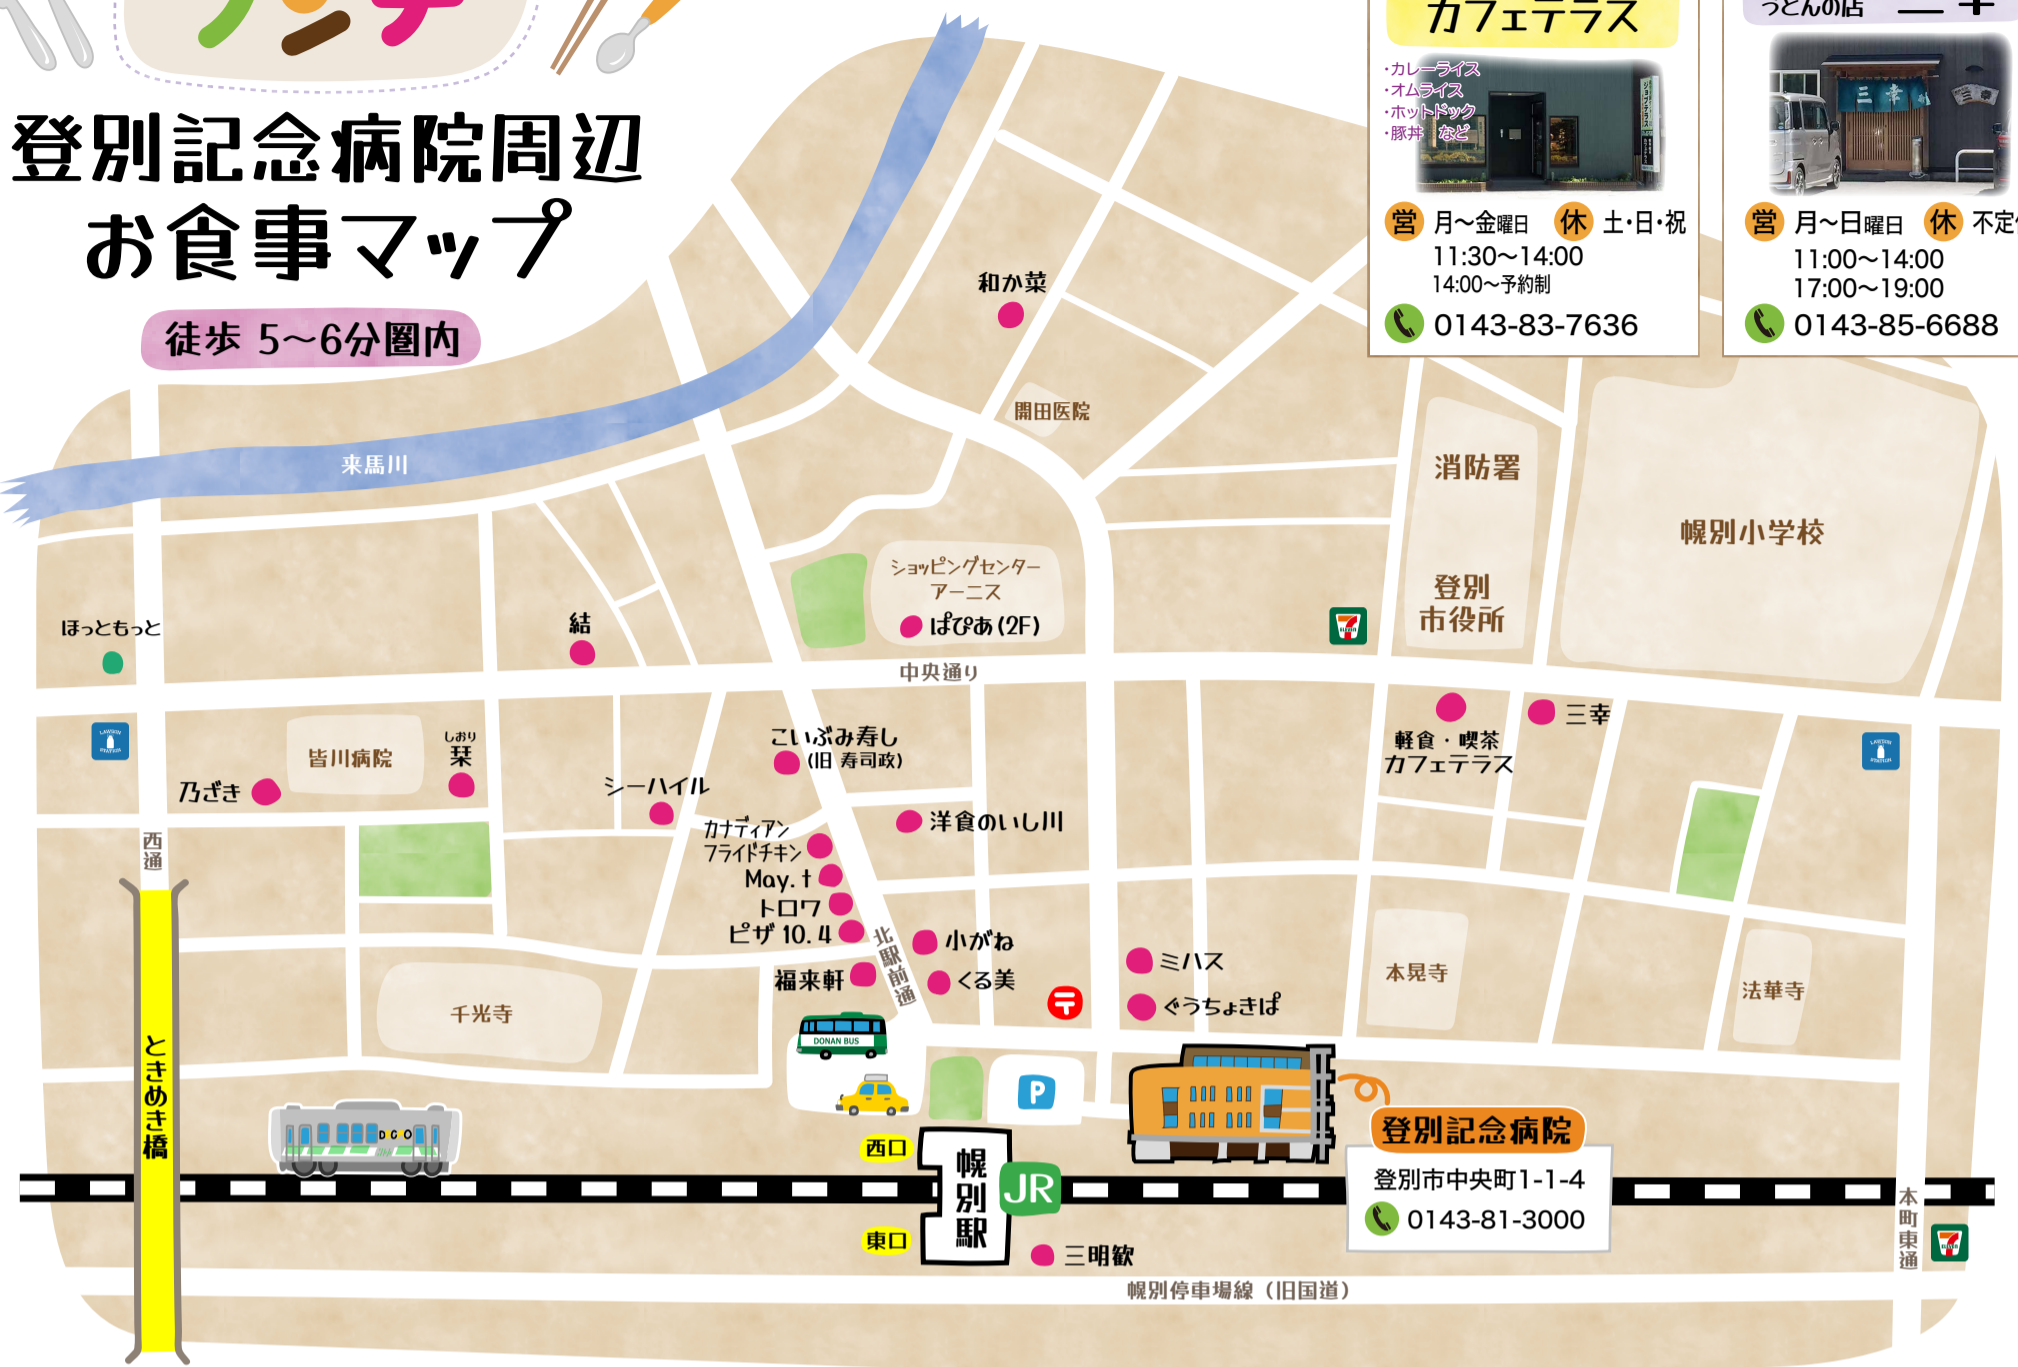 登別記念病院周辺
お食事マップ
徒歩 5〜6分圏内
カフェテラス
・カレーライス
・オムライス
・ホットドック
・豚丼 など
営 月〜金曜日 休 土・日・祝
11:30〜14:00
14:00〜予約制
0143-83-7636
うどんの店
三幸
営 月〜日曜日 休 不定
11:00〜14:00
17:00〜19:00
0143-85-6688
和か菜
開田医院
来馬川
消防署
幌別小学校
登別
市役所
ショッピングセンター
アーニス
ぱぴあ(2F)
ほっともっと
結
中央通り
LAWSON
STATION
皆川病院
しおり
栞
乃ざき
シーハイル
こいぶみ寿し
(旧 寿司政)
カナディアン
フライドチキン
May.t
トロワ
ピザ 10.4
福来軒
洋食のいし川
小がね
くる美
北駅前通
軽食・喫茶
カフェテラス
三幸
LAWSON
STATION
西通
千光寺
ミハス
ぐうちょきぱ
本晃寺
法華寺
DONAN BUS
P
ときめき橋
西口
幌別駅
JR
東口
三明歓
登別記念病院
登別市中央町1-1-4
0143-81-3000
本町東通
幌別停車場線（旧国道）